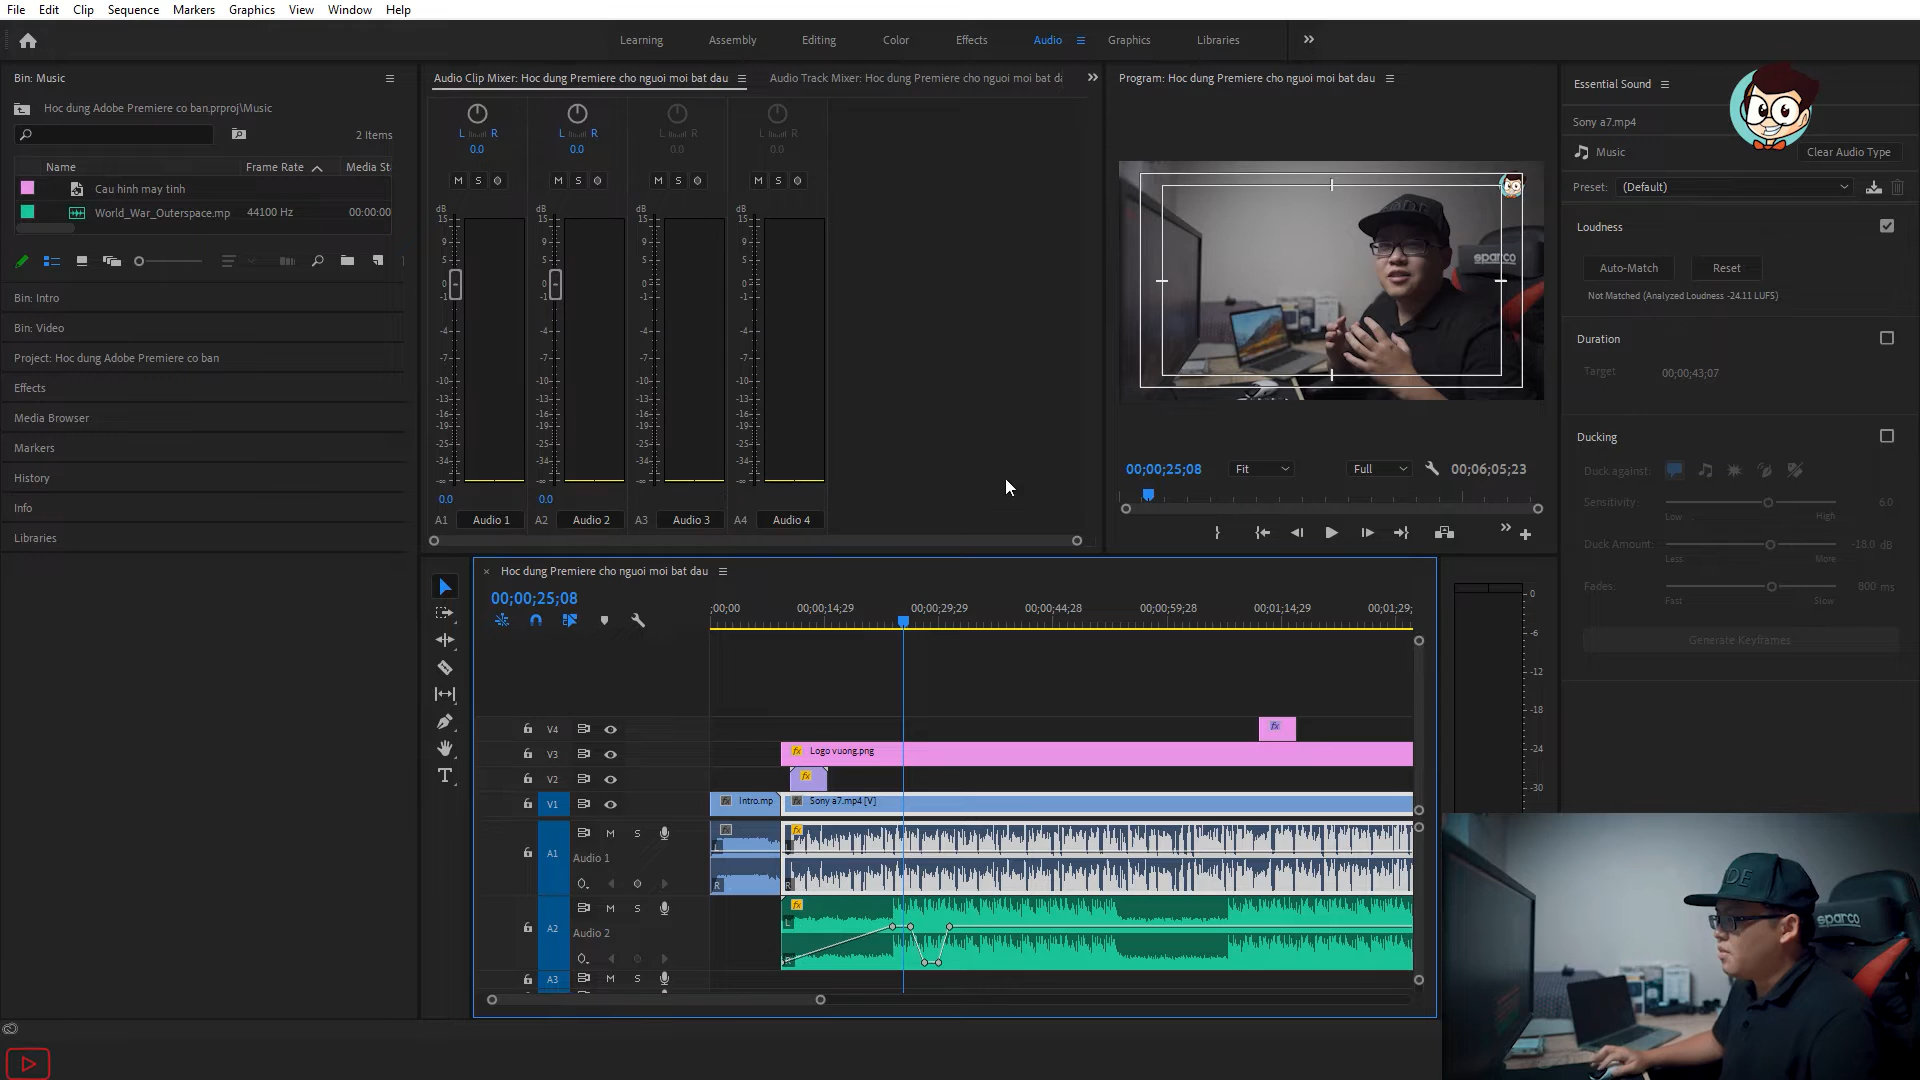 File Edit Clip Sequence Markers Graphics View Window Help
Learning Assembly Editing Color Effects Audio Graphics Libraries
Bin: Music
Hoc dung Adobe Premiere co ban.prproj\Music
2 Items
Name Frame Rate Media St
Cau hinh may tinh
World_War_Outerspace.mp 44100 Hz 00:00:00
Bin: Intro
Bin: Video
Project: Hoc dung Adobe Premiere co ban
Effects
Media Browser
Markers
History
Info
Libraries
Audio Clip Mixer: Hoc dung Premiere cho nguoi moi bat dau
Audio Track Mixer: Hoc dung Premiere cho nguoi moi bat da
L R L R L R L R
0.0 0.0 0.0 0.0
M S M S M S M S
dB dB dB dB
15 15 15 15
9 9 9 9
5 5 5 5
0 0 0 0
-1 -1 -1 -1
-4 -4 -4 -4
-7 -7 -7 -7
-10 -10 -10 -10
-13 -13 -13 -13
-16 -16 -16 -16
-19 -19 -19 -19
-25 -25 -25 -25
-34 -34 -34 -34
-∞ -∞ -∞ -∞
0.0 0.0
A1 Audio 1 A2 Audio 2 A3 Audio 3 A4 Audio 4
Program: Hoc dung Premiere cho nguoi moi bat dau
sparco
00;00;25;08 Fit Full 00;06;05;23
Essential Sound
Sony a7.mp4
Music Clear Audio Type
Preset: (Default)
Loudness
Auto-Match Reset
Not Matched (Analyzed Loudness -24.11 LUFS)
Duration
Target 00;00;43;07
Ducking
Duck against:
Sensitivity: 6.0
Low High
Duck Amount: -18.0 dB
Less More
Fades: 800 ms
Fast Slow
Generate Keyframes
Hoc dung Premiere cho nguoi moi bat dau
00;00;25;08
;00;00 00;00;14;29 00;00;29;29 00;00;44;28 00;00;59;28 00;01;14;29 00;01;29;
V4 fx
V3 fx Logo vuong.png
V2 fx
V1 fx Intro.mp fx Sony a7.mp4 [V]
A1 M S fx
Audio 1
L
R R
A2 M S fx
Audio 2
L
R
A3 M S
0
-6
-12
-18
-24
-30
sparco